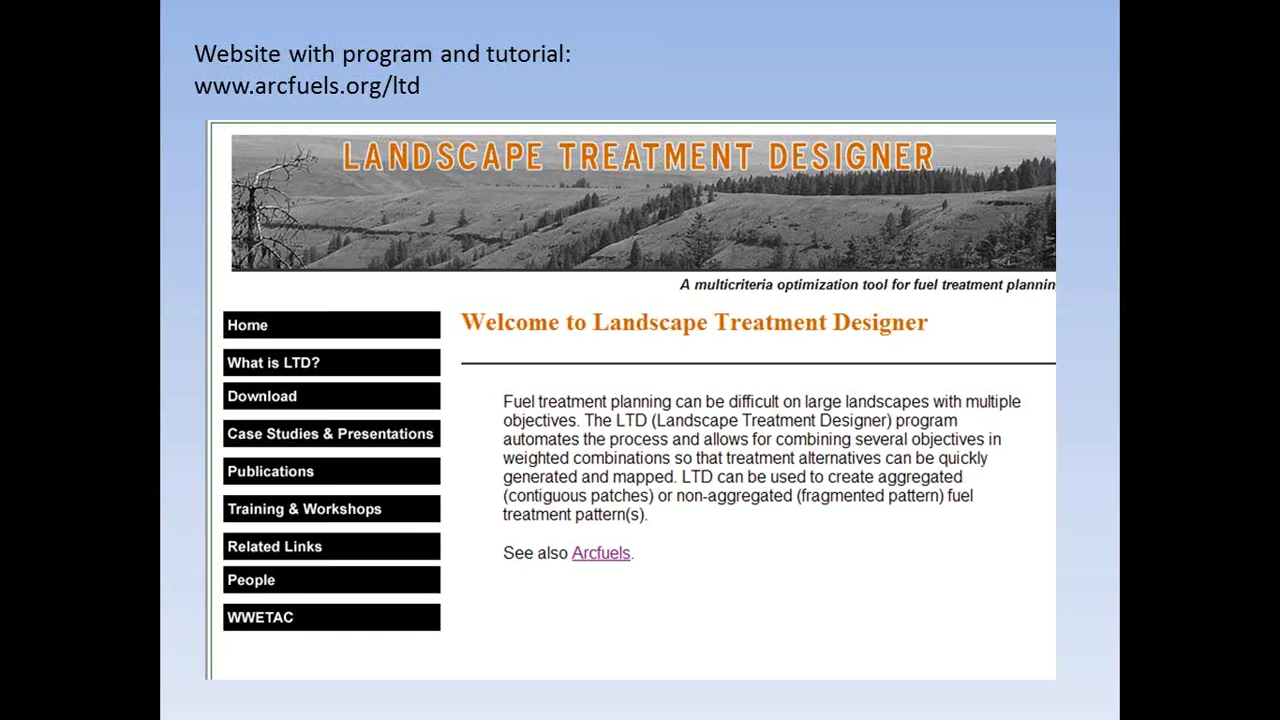 Website with program and tutorial:
www.arcfuels.org/ltd
LANDSCAPE TREATMENT DESIGNER
A multicriteria optimization tool for fuel treatment plannin
Home
What is LTD?
Download
Case Studies & Presentations
Publications
Training & Workshops
Related Links
People
WWETAC
Welcome to Landscape Treatment Designer
Fuel treatment planning can be difficult on large landscapes with multiple
objectives. The LTD (Landscape Treatment Designer) program
automates the process and allows for combining several objectives in
weighted combinations so that treatment alternatives can be quickly
generated and mapped. LTD can be used to create aggregated
(contiguous patches) or non-aggregated (fragmented pattern) fuel
treatment pattern(s).
See also Arcfuels.